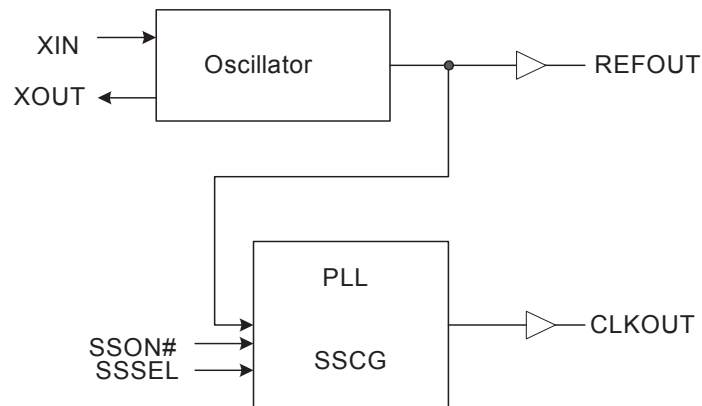 XIN
Oscillator
REFOUT
XOUT
PLL
CLKOUT
SSON#
SSCG
SSSEL